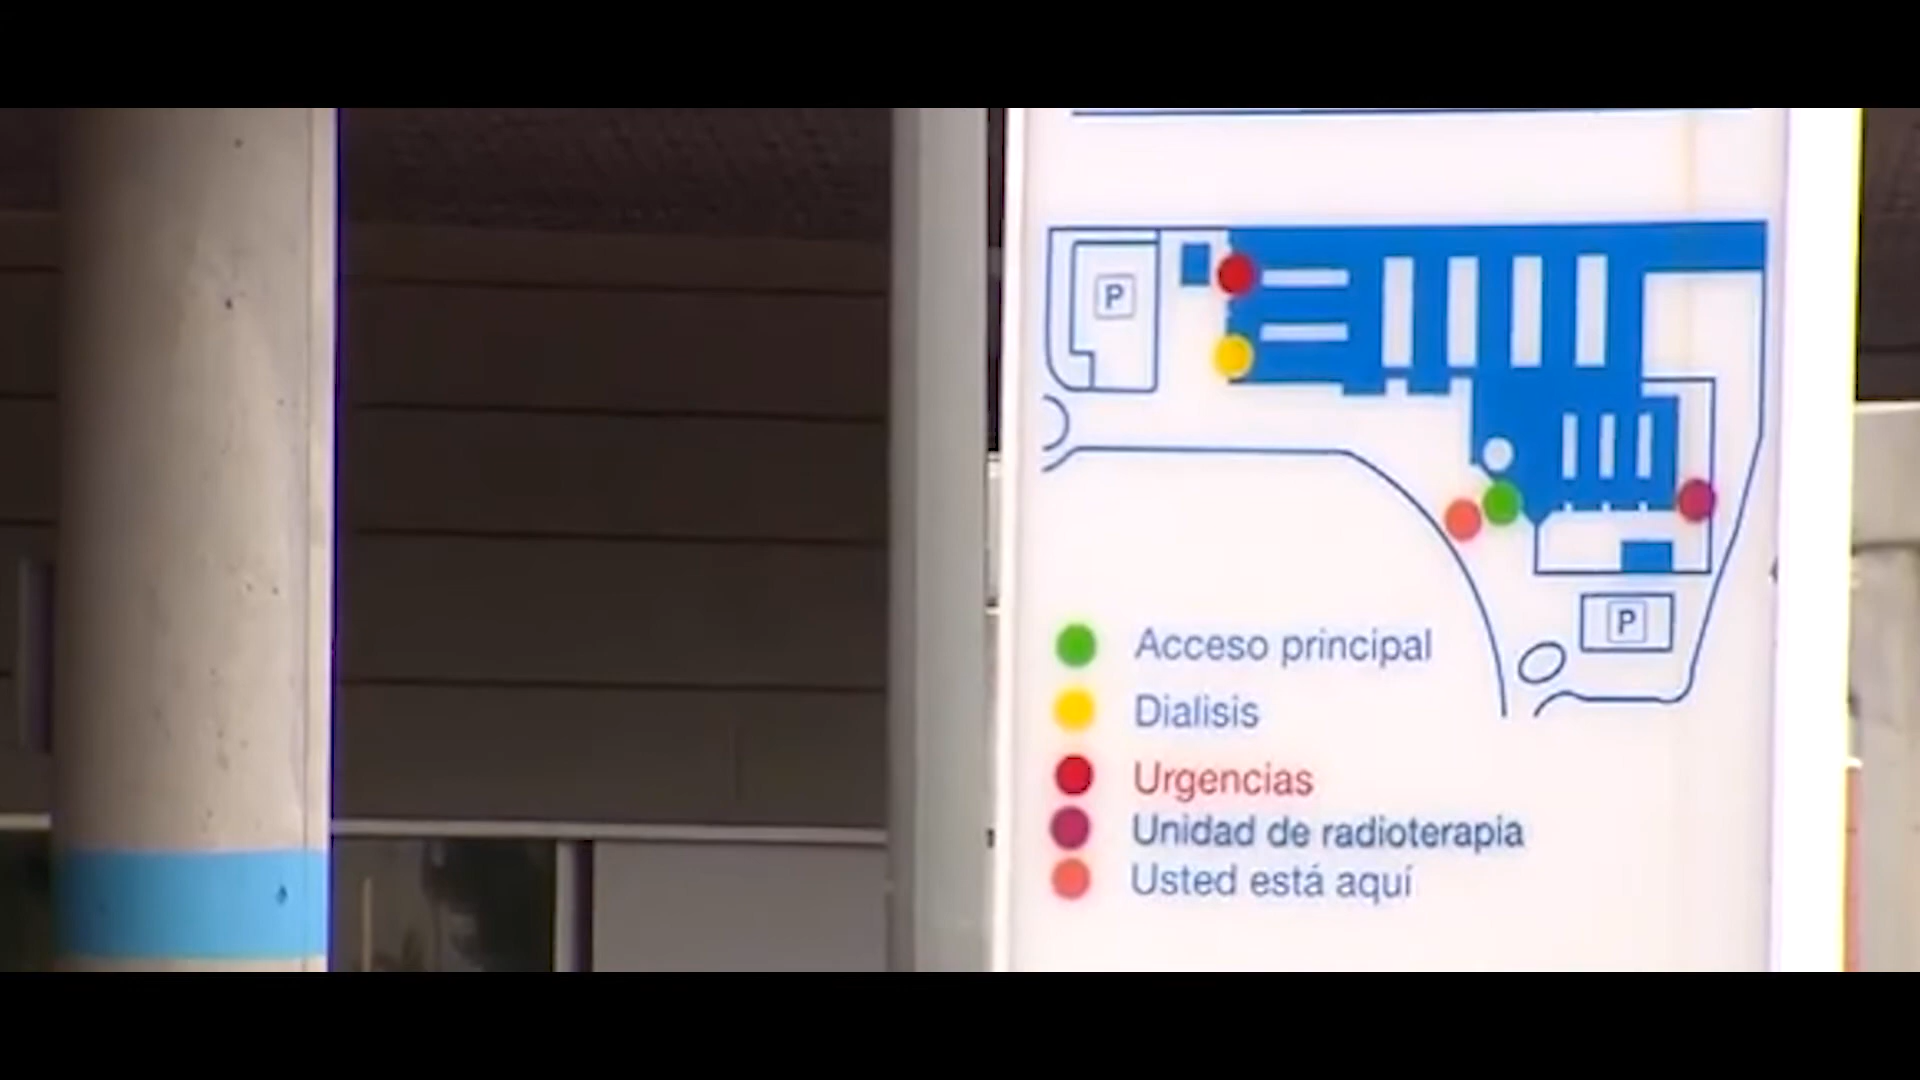 P
P
Acceso principal
Dialisis
Urgencias
Unidad de radioterapia
Usted está aquí